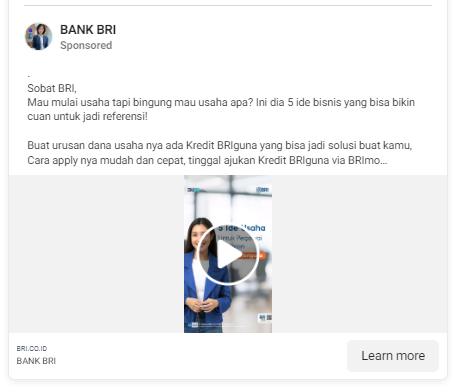 BANK BRI
Sponsored
.
Sobat BRI,
Mau mulai usaha tapi bingung mau usaha apa? Ini dia 5 ide bisnis yang bisa bikin
cuan untuk jadi referensi!
Buat urusan dana usaha nya ada Kredit BRIguna yang bisa jadi solusi buat kamu,
Cara apply nya mudah dan cepat, tinggal ajukan Kredit BRIguna via BRImo...
BRI
5 Ide Usaha
BRI.CO.ID
BANK BRI
Learn more